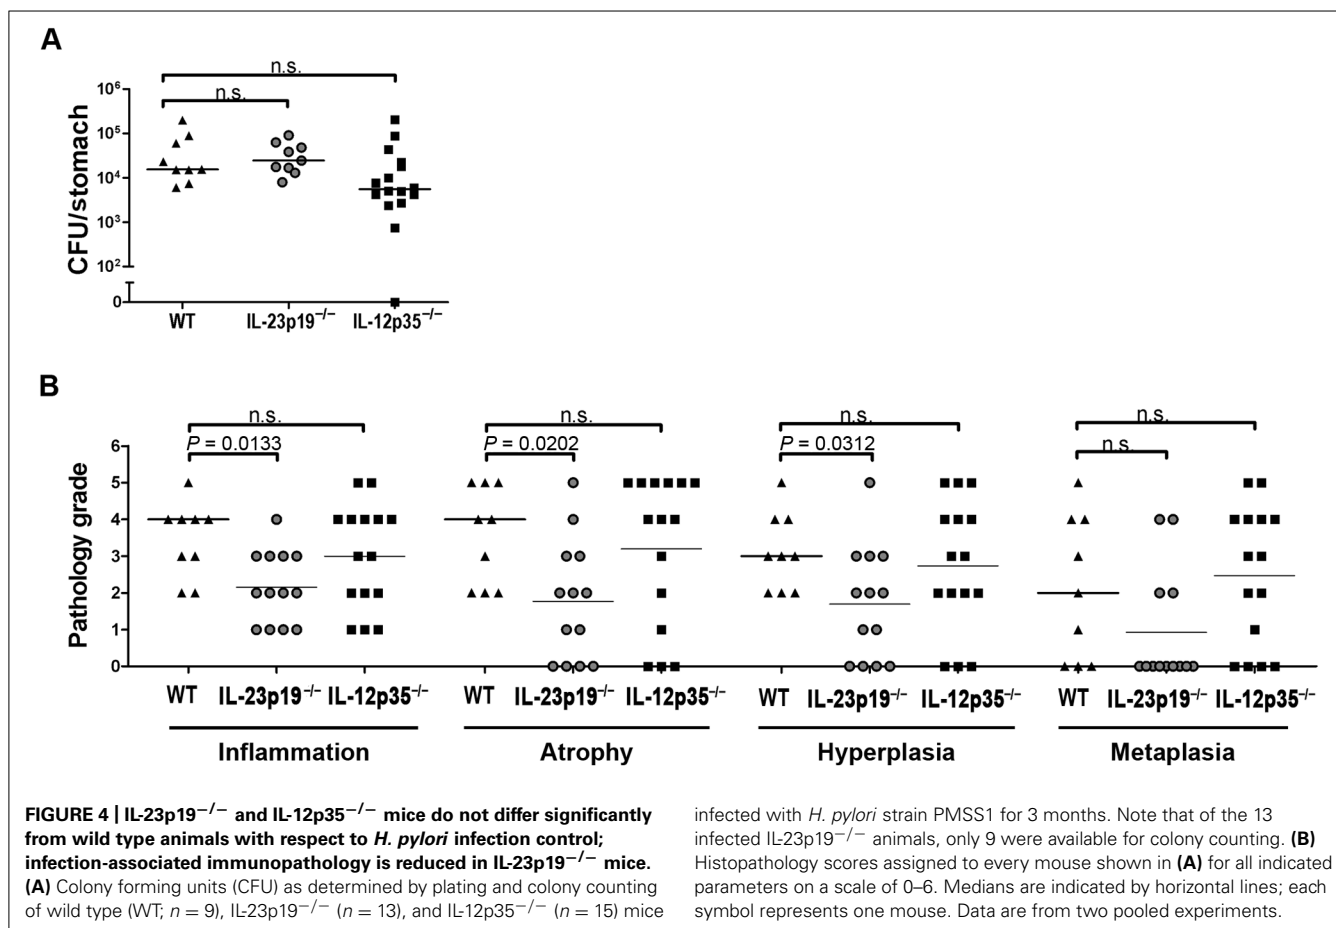 A
n.s.
n.s.
CFU/stomach
10⁶
10⁵
10⁴
10³
10²
0
WT IL-23p19⁻/⁻ IL-12p35⁻/⁻
B
n.s. n.s. n.s. n.s.
P = 0.0133 P = 0.0202 P = 0.0312 n.s.
Pathology grade
6
5
4
3
2
1
0
WT IL-23p19⁻/⁻ IL-12p35⁻/⁻ WT IL-23p19⁻/⁻ IL-12p35⁻/⁻ WT IL-23p19⁻/⁻ IL-12p35⁻/⁻ WT IL-23p19⁻/⁻ IL-12p35⁻/⁻
Inflammation Atrophy Hyperplasia Metaplasia
FIGURE 4 | IL-23p19⁻/⁻ and IL-12p35⁻/⁻ mice do not differ significantly
from wild type animals with respect to H. pylori infection control;
infection-associated immunopathology is reduced in IL-23p19⁻/⁻ mice.
(A) Colony forming units (CFU) as determined by plating and colony counting
of wild type (WT; n = 9), IL-23p19⁻/⁻ (n = 13), and IL-12p35⁻/⁻ (n = 15) mice
infected with H. pylori strain PMSS1 for 3 months. Note that of the 13
infected IL-23p19⁻/⁻ animals, only 9 were available for colony counting. (B)
Histopathology scores assigned to every mouse shown in (A) for all indicated
parameters on a scale of 0–6. Medians are indicated by horizontal lines; each
symbol represents one mouse. Data are from two pooled experiments.